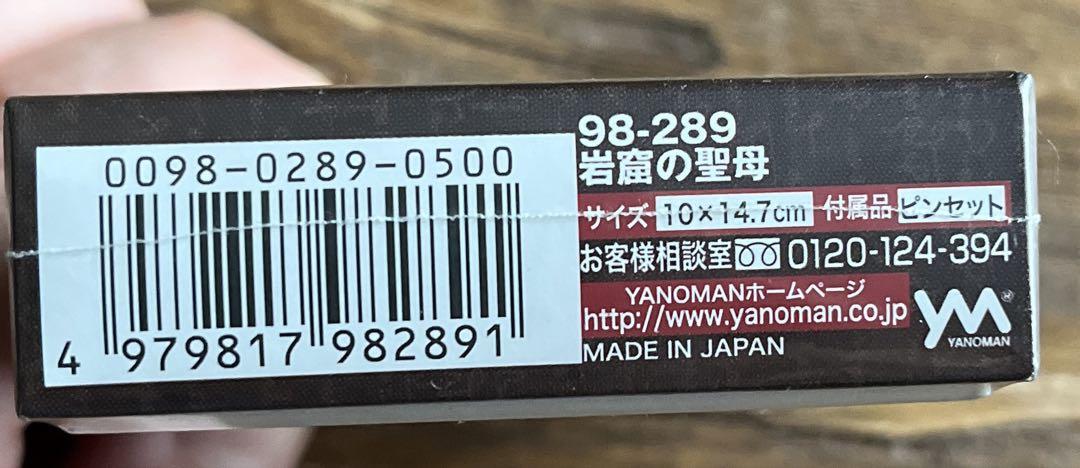 0098-0289-0500
4 979817 982891
98-289
岩窟の聖母
サイズ 10×14.7cm 付属品 ピンセット
お客様相談室 0120-124-394
YANOMANホームページ
http://www.yanoman.co.jp
MADE IN JAPAN
YM®
YANOMAN